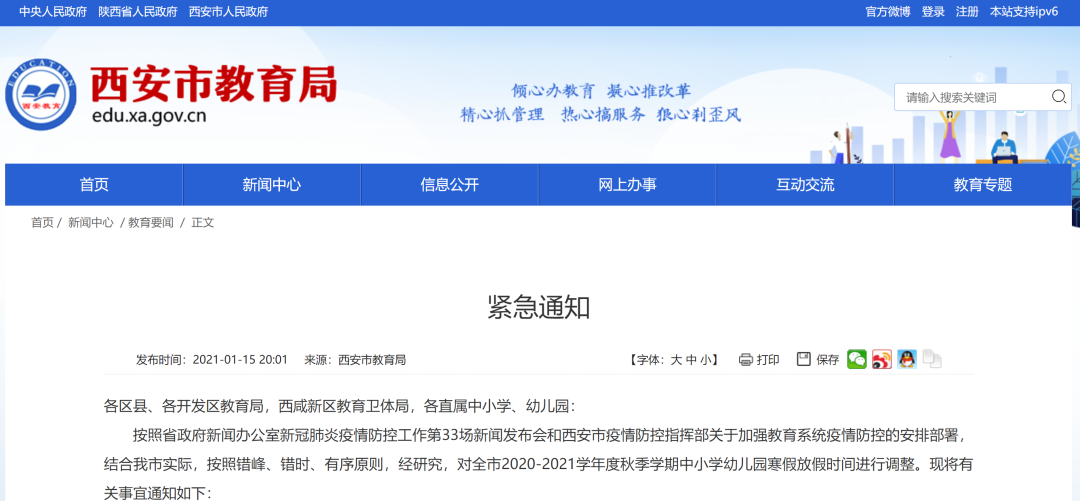 中央人民政府 陕西省人民政府 西安市人民政府 官方微博 登录 注册 本站支持ipv6
EDUCATION
西安教育
西安市教育局
edu.xa.gov.cn
倾心办教育 凝心推改革
精心抓管理 热心搞服务 狠心刹歪风
请输入搜索关键词
首页 新闻中心 信息公开 网上办事 互动交流 教育专题
首页 / 新闻中心 / 教育要闻 / 正文
紧急通知
发布时间：2021-01-15 20:01 来源：西安市教育局 【字体：大 中 小】 打印 保存
各区县、各开发区教育局，西咸新区教育卫体局，各直属中小学、幼儿园：
按照省政府新闻办公室新冠肺炎疫情防控工作第33场新闻发布会和西安市疫情防控指挥部关于加强教育系统疫情防控的安排部署，
结合我市实际，按照错峰、错时、有序原则，经研究，对全市2020-2021学年度秋季学期中小学幼儿园寒假放假时间进行调整。现将有
关事宜通知如下：